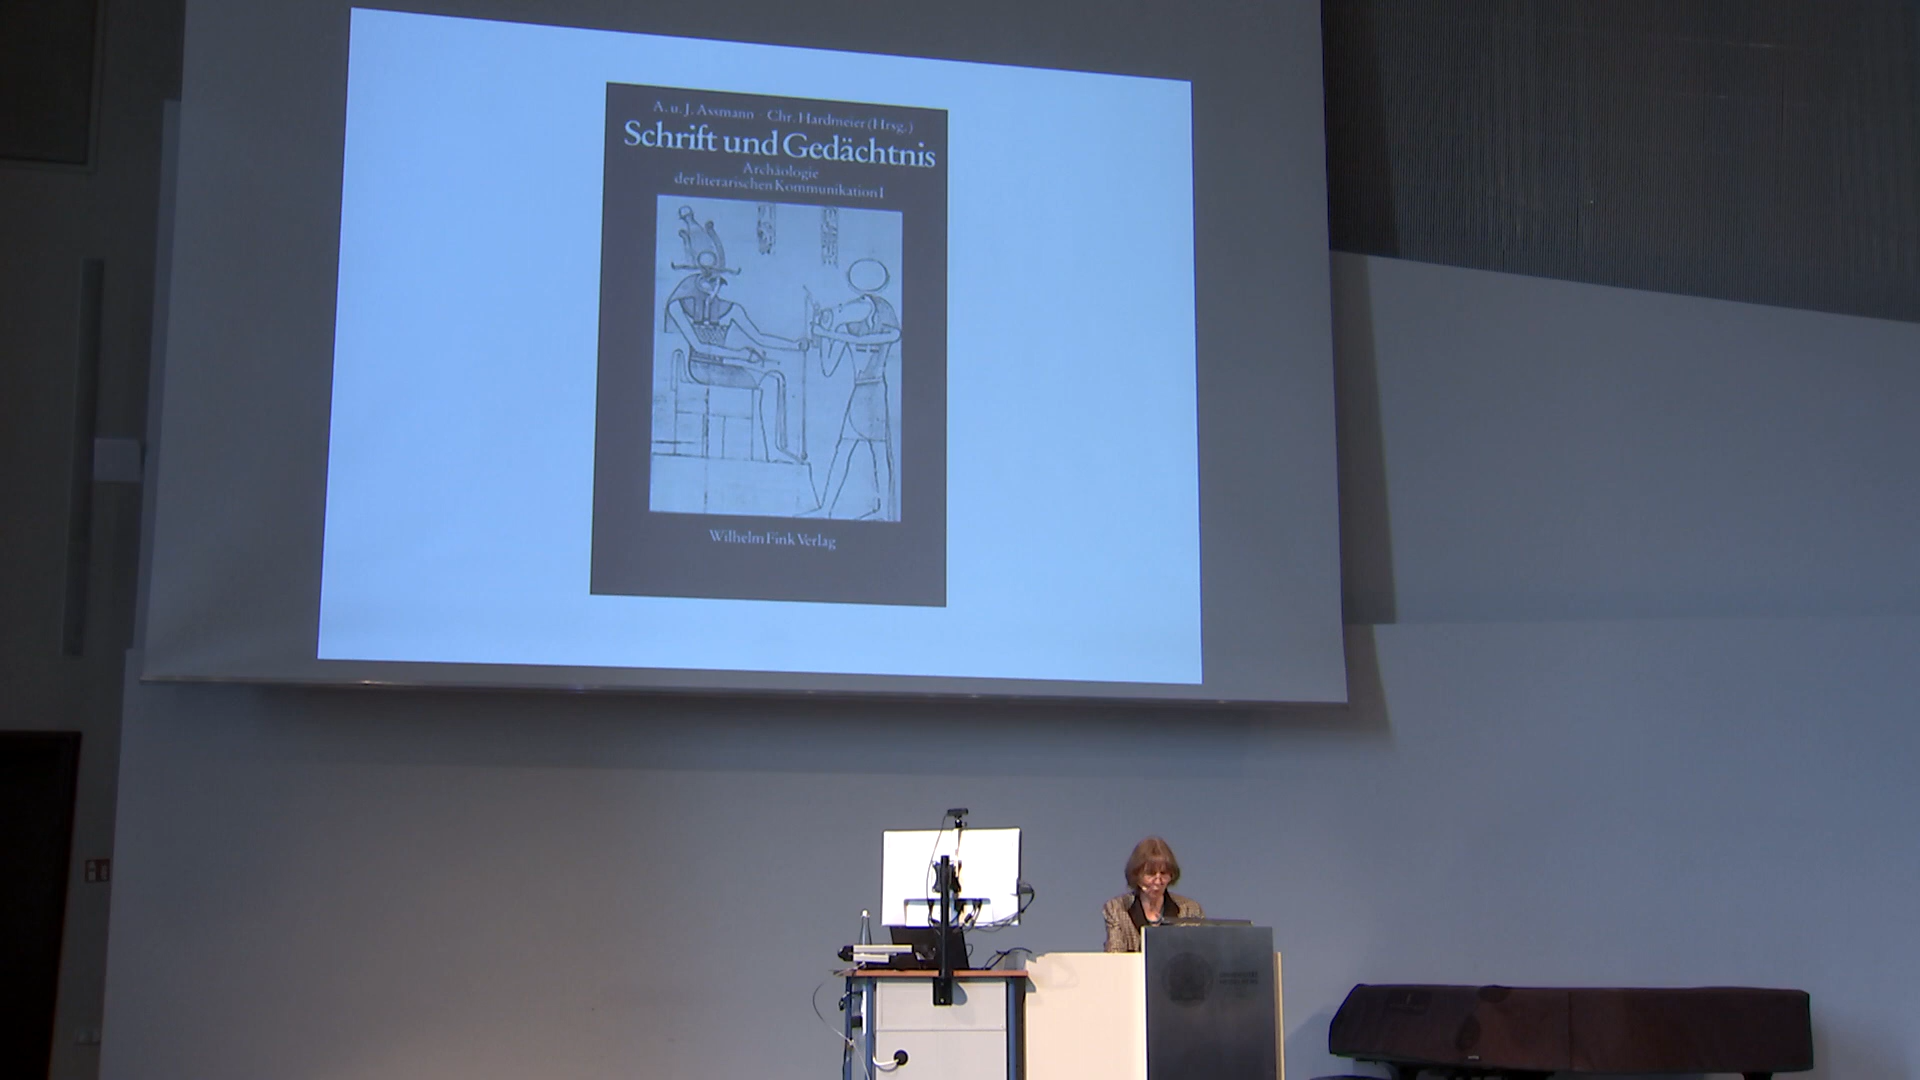 A. u. J. Assmann · Chr. Hardmeier (Hrsg.)
Schrift und Gedächtnis
Archäologie
der literarischen Kommunikation I
Wilhelm Fink Verlag